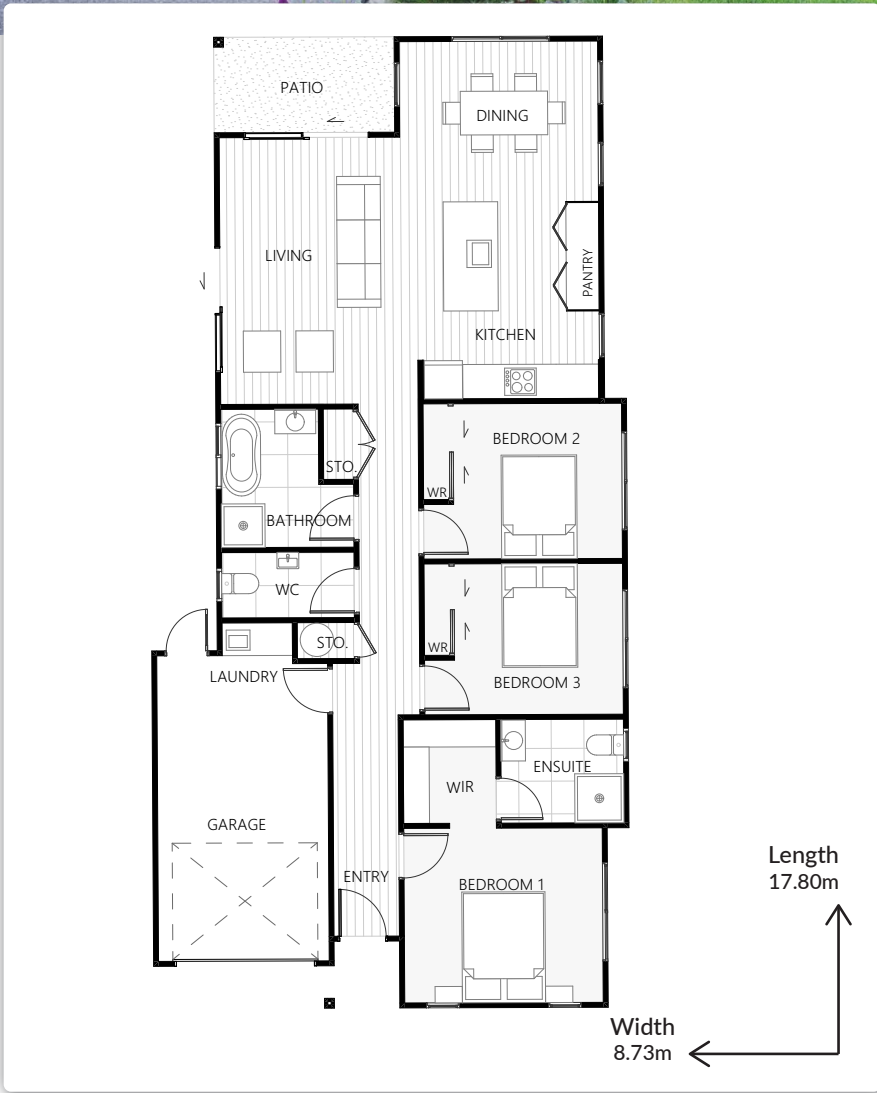 PATIO
DINING
LIVING
PANTRY
KITCHEN
BEDROOM 2
STO.
WR
BATHROOM
WC
STO.
WR
LAUNDRY
BEDROOM 3
ENSUITE
WIR
GARAGE
ENTRY
BEDROOM 1
Length
17.80m
Width
8.73m